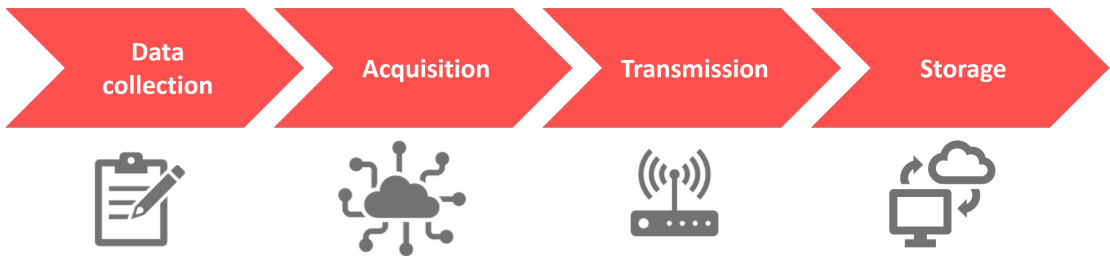 Data
collection
Acquisition
Transmission
Storage